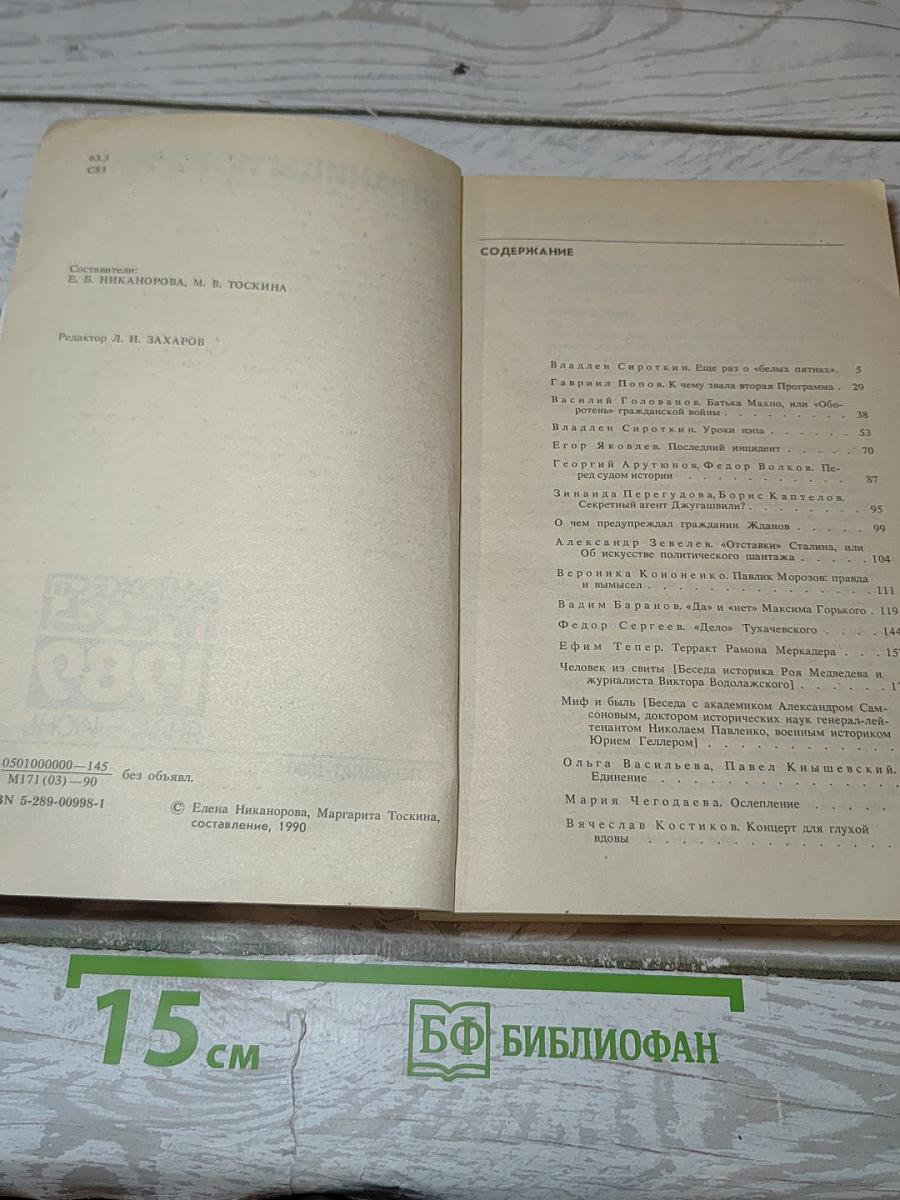 63.3
С83
Составители:
Е. Б. НИКАНОРОВА, М. В. ТОСКИНА
Редактор Л. И. ЗАХАРОВ
0501000000—145
М171(03)—90
без объявл.
BN 5-289-00998-1
© Елена Никанорова, Маргарита Тоскина,
составление, 1990
СОДЕРЖАНИЕ
Владлен Сироткин. Еще раз о «белых пятнах». 5
Гавриил Попов. К чему звала вторая Программа . 29
Василий Голованов. Батька Махно, или «Обо-
ротень» гражданской войны . . . . . . . . 38
Владлен Сироткин. Уроки нэпа . . . . . . 53
Егор Яковлев. Последний инцидент . . . . . 70
Георгий Арутюнов, Федор Волков. Пе-
ред судом истории . . . . . . . . . . . 87
Зинаида Перегудова, Борис Каптелов.
Секретный агент Джугашвили? . . . . . . . 95
О чем предупреждал гражданин Жданов . . . . . 99
Александр Зевелев. «Отставки» Сталина, или
Об искусстве политического шантажа . . . . . 104
Вероника Кононенко. Павлик Морозов: правда
и вымысел . . . . . . . . . . . . . 111
Вадим Баранов. «Да» и «нет» Максима Горького . 119
Федор Сергеев. «Дело» Тухачевского . . . . 144
Ефим Тепер. Терракт Рамона Меркадера . . . 15
Человек из свиты [Беседа историка Роя Медведева и
журналиста Виктора Водолажского] . . . . . . 1
Миф и быль [Беседа с академиком Александром Сам-
соновым, доктором исторических наук генерал-лей-
тенантом Николаем Павленко, военным историком
Юрием Геллером] . . . . . . . . . . .
Ольга Васильева, Павел Кнышевский.
Единение . . . . . . . . . . . . . .
Мария Чегодаева. Ослепление . . . . .
Вячеслав Костиков. Концерт для глухой
вдовы . . . . . . . . . . . . . . .
15 см
БФ БИБЛИОФАН